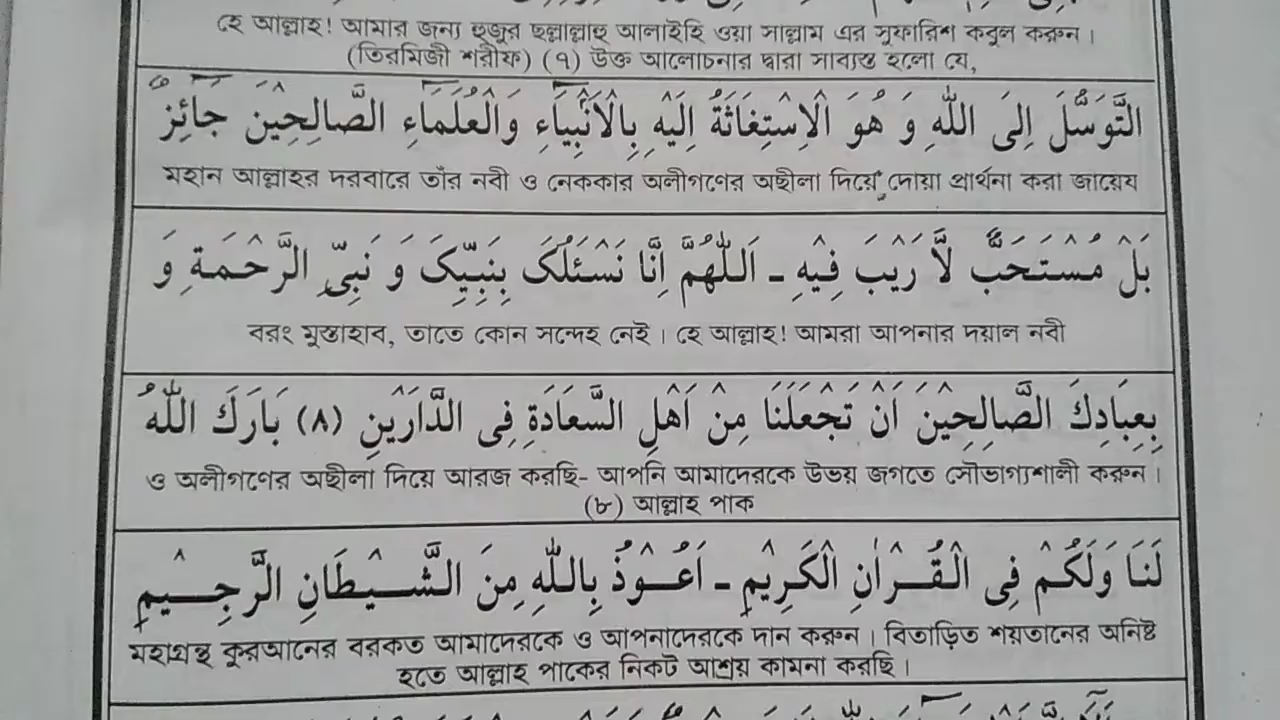 হে আল্লাহ! আমার জন্য হুজুর ছল্লাল্লাহু আলাইহি ওয়া সাল্লাম এর সুফারিশ কবুল করুন।
(তিরমিজী শরীফ) (৭) উক্ত আলোচনার দ্বারা সাব্যস্ত হলো যে,
اَلتَّوَسُّلَ اِلَى اللّٰهِ وَ هُوَ الْاِسْتِغَاثَةُ اِلَيْهِ بِالْاَنْۢبِيَآءِ وَالْعُلَمَآءِ الصَّالِحِيْنَ جَآئِزٌ
মহান আল্লাহর দরবারে তাঁর নবী ও নেককার অলীগণের অছীলা দিয়ে দোয়া প্রার্থনা করা জায়েয
بَلْ مُسْتَحَبٌّ لَّا رَيْبَ فِيْهِ ـ اَللّٰهُمَّ اِنَّا نَسْئَلُكَ بِنَبِيِّكَ وَ نَبِىِّ الرَّحْمَةِ وَ
বরং মুস্তাহাব, তাতে কোন সন্দেহ নেই। হে আল্লাহ! আমরা আপনার দয়াল নবী
بِعِبَادِكَ الصَّالِحِيْنَ اَنْ تَجْعَلَنَا مِنْ اَهْلِ السَّعَادَةِ فِى الدَّارَيْنِ (٨) بَارَكَ اللّٰهُ
ও অলীগণের অছীলা দিয়ে আরজ করছি- আপনি আমাদেরকে উভয় জগতে সৌভাগ্যশালী করুন।
(৮) আল্লাহ পাক
لَنَا وَلَكُمْ فِى الْقُرْاٰنِ الْكَرِيْمِ ـ اَعُوْذُ بِاللّٰهِ مِنَ الشَّيْطَانِ الرَّجِيْمِ
মহাগ্রন্থ কুরআনের বরকত আমাদেরকে ও আপনাদেরকে দান করুন। বিতাড়িত শয়তানের অনিষ্ট
হতে আল্লাহ পাকের নিকট আশ্রয় কামনা করছি।